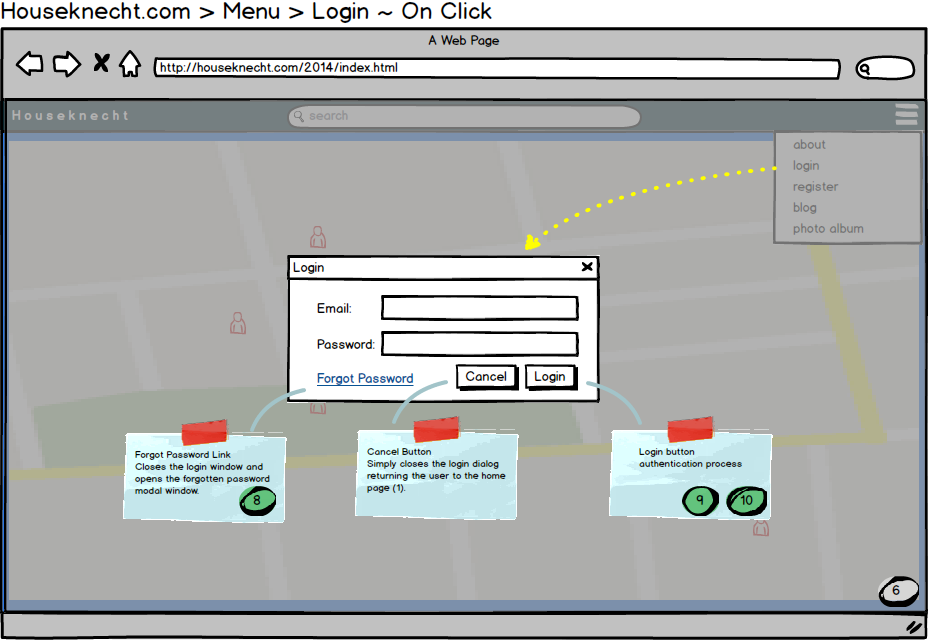 Houseknecht.com > Menu > Login ~ On Click
A Web Page
http://houseknecht.com/2014/index.html
Houseknecht
search
about
login
register
blog
photo album
Login
Email:
Password:
Forgot Password
Cancel
Login
Forgot Password Link
Closes the login window and
opens the forgotten password
modal window.
8
Cancel Button
Simply closes the login dialog
returning the user to the home
page (1).
Login button
authentication process
9
10
6